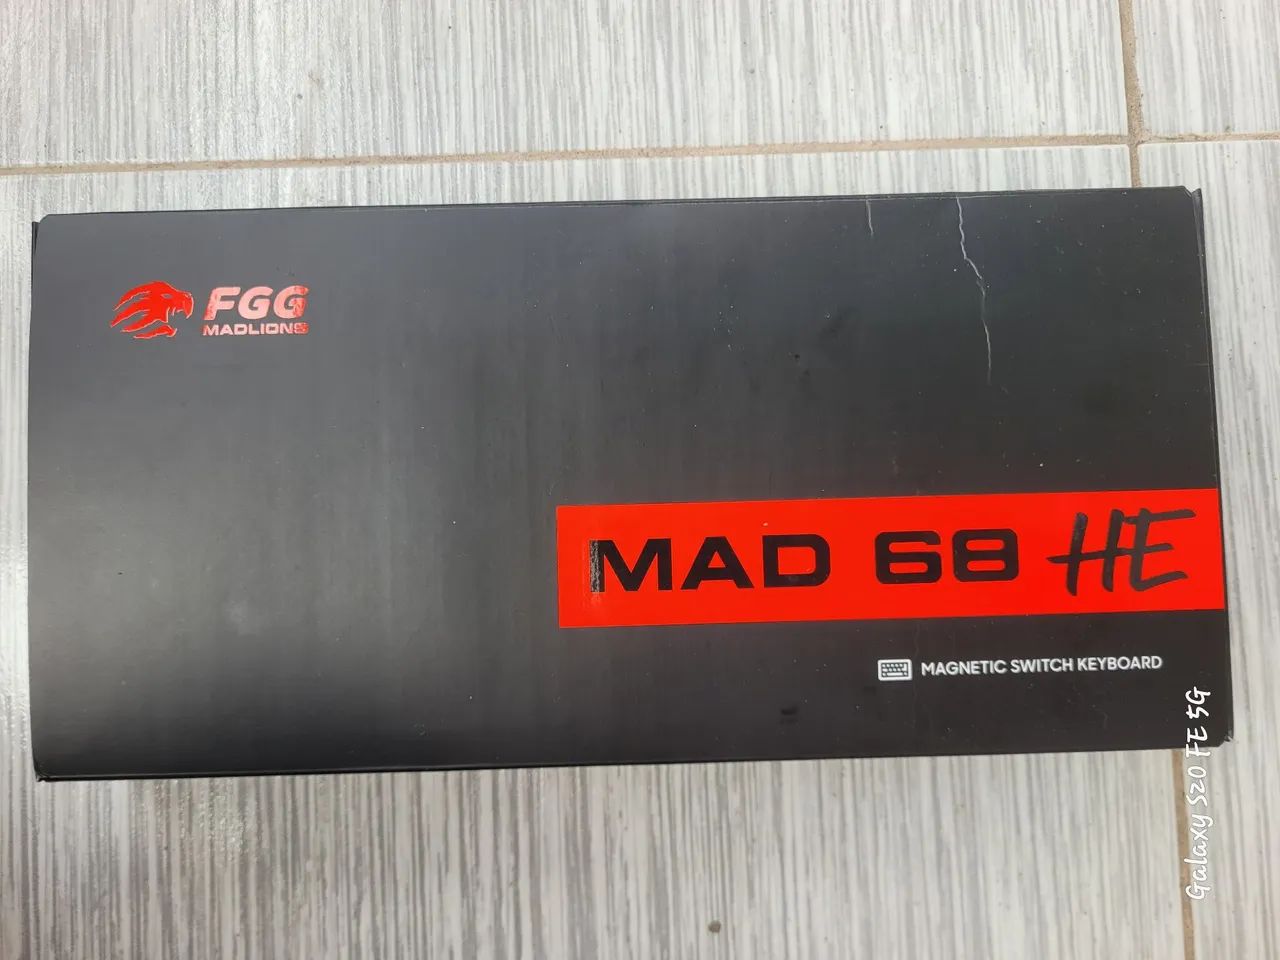 FGG
MADLIONS
MAD 68 HE
MAGNETIC SWITCH KEYBOARD
Galaxy S20 FE 5G